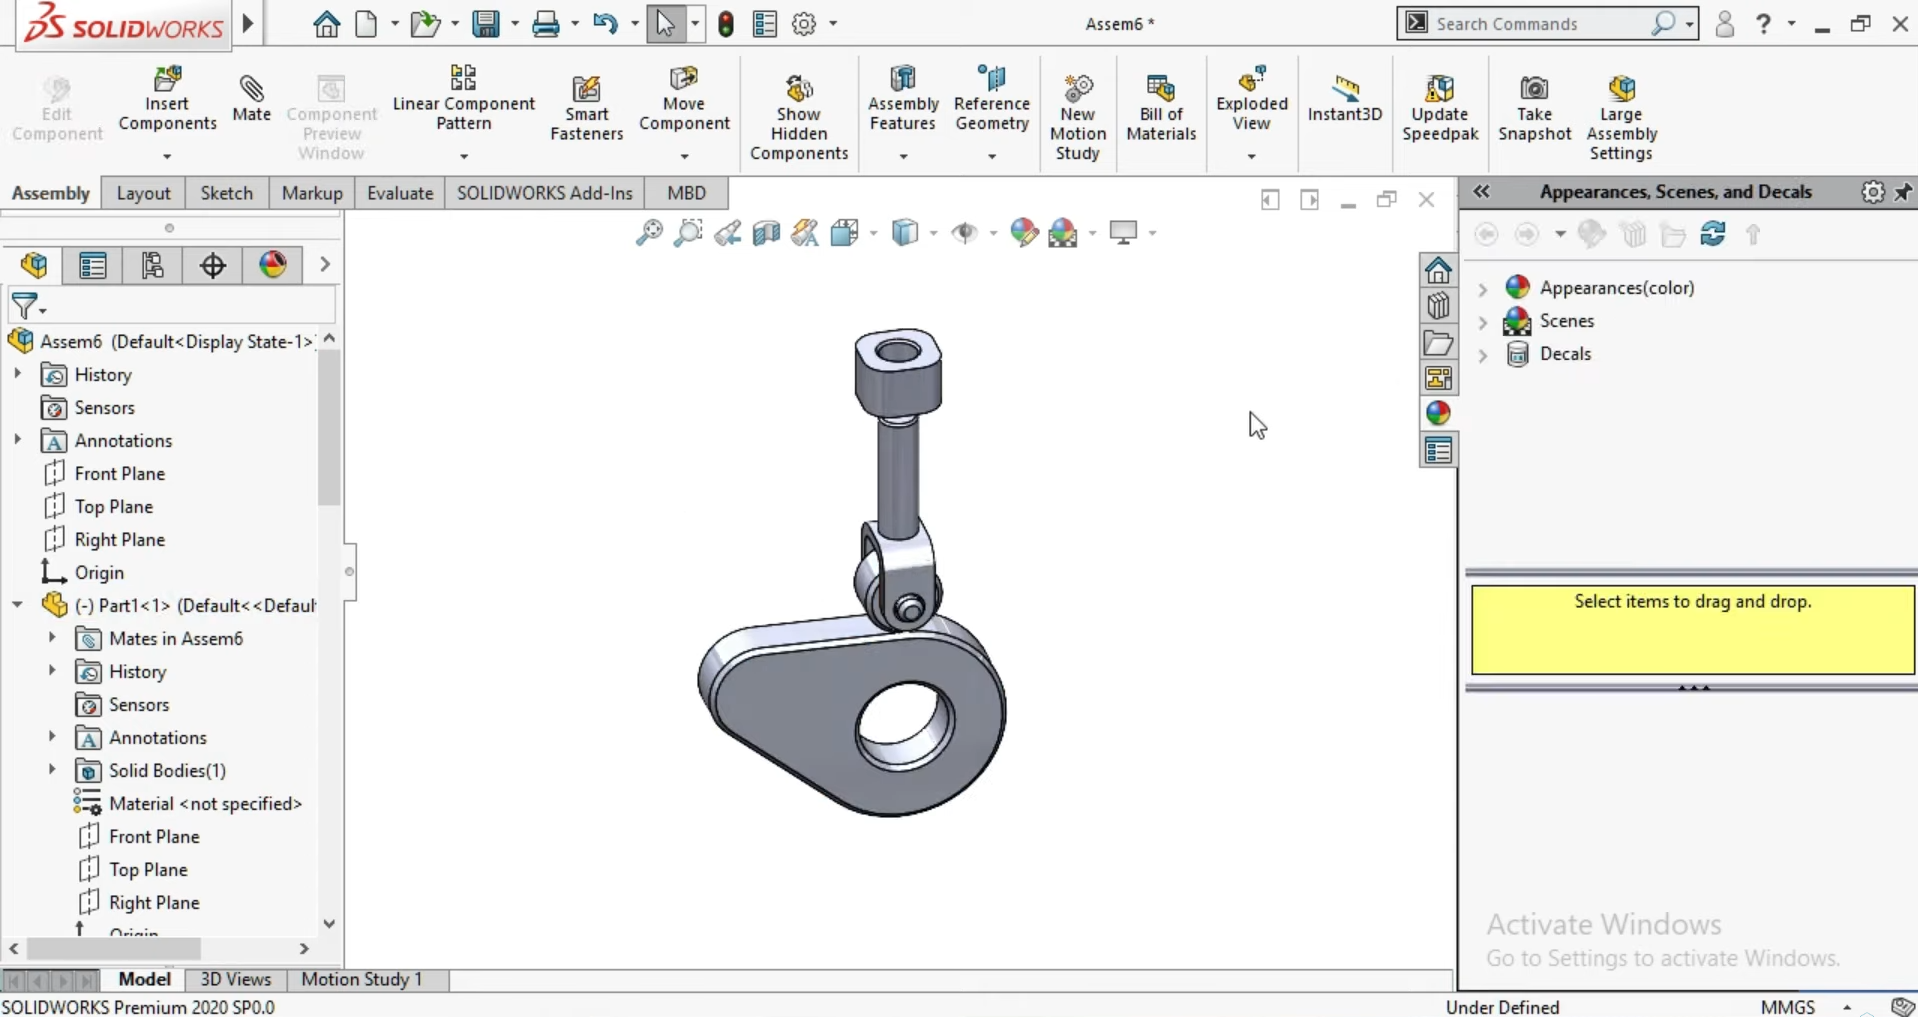 SOLIDWORKS
Assem6 *
Search Commands
Edit Component
Insert Components
Mate
Component Preview Window
Linear Component Pattern
Smart Fasteners
Move Component
Show Hidden Components
Assembly Features
Reference Geometry
New Motion Study
Bill of Materials
Exploded View
Instant3D
Update Speedpak
Take Snapshot
Large Assembly Settings
Assembly
Layout
Sketch
Markup
Evaluate
SOLIDWORKS Add-Ins
MBD
Appearances, Scenes, and Decals
Assem6 (Default<Display State-1>
History
Sensors
Annotations
Front Plane
Top Plane
Right Plane
Origin
(-) Part1<1> (Default<<Defaul
Mates in Assem6
History
Sensors
Annotations
Solid Bodies(1)
Material <not specified>
Front Plane
Top Plane
Right Plane
Origin
Appearances(color)
Scenes
Decals
Select items to drag and drop.
Activate Windows
Go to Settings to activate Windows.
Model
3D Views
Motion Study 1
SOLIDWORKS Premium 2020 SP0.0
Under Defined
MMGS